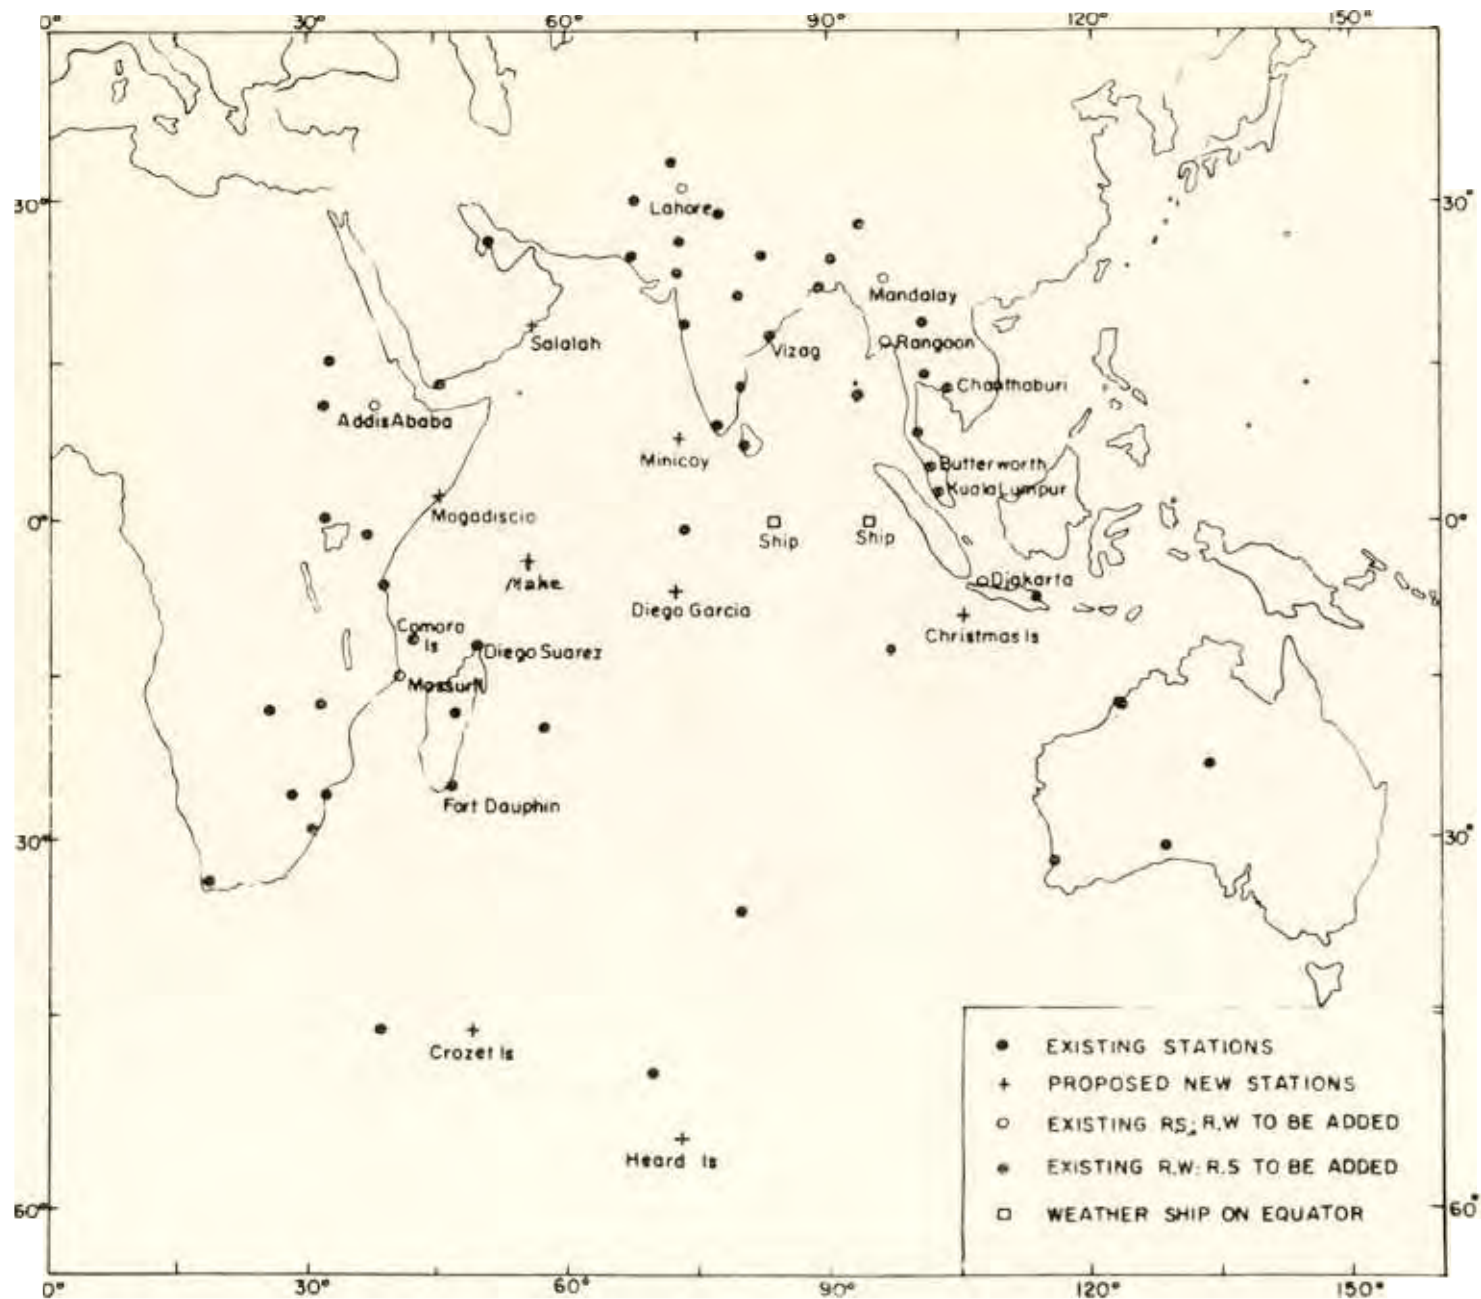 0° 30° 60° 90° 120° 150°
30° 30°
Lahore
Mandalay
Salalah
Vizag
Rangoon
Chanthaburi
Addis Ababa
Minicoy
Butterworth
Kuala Lumpur
Mogadiscio
0° 0°
Ship
Ship
Mahe
Djakarta
Diego Garcia
Comoro
Is
Christmas Is
Diego Suarez
Fort Dauphin
30° 30°
Crozet Is
Heard Is
EXISTING STATIONS
PROPOSED NEW STATIONS
EXISTING RS; R.W TO BE ADDED
EXISTING R.W: R.S TO BE ADDED
WEATHER SHIP ON EQUATOR
60° 60°
0° 30° 60° 90° 120° 150°